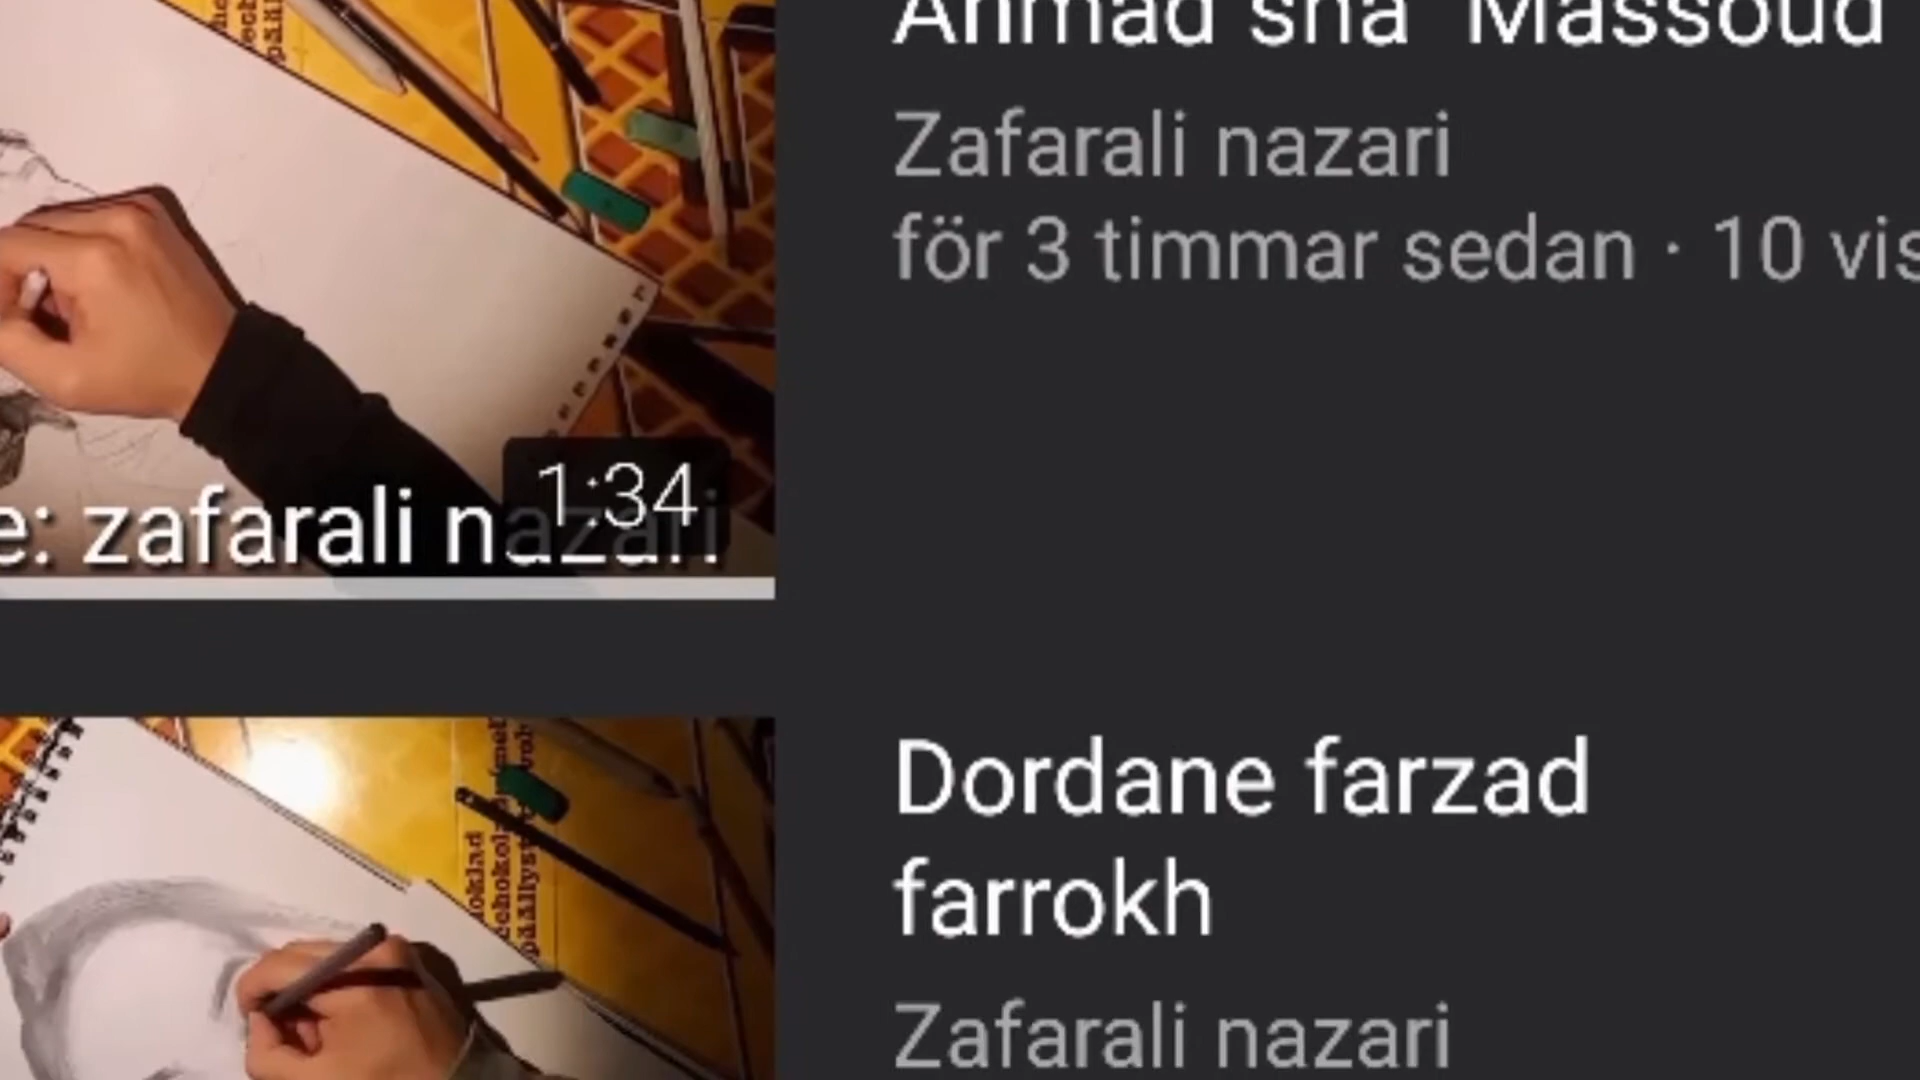 Ahmad sha Massoud
Zafarali nazari
för 3 timmar sedan · 10 vis
1:34
e: zafarali nazari
Dordane farzad
farrokh
Zafarali nazari